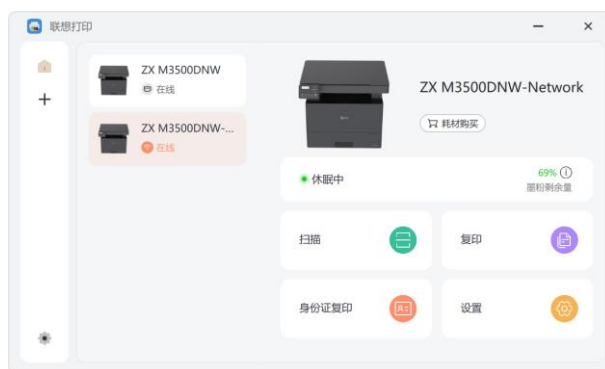 联想打印
ZX M3500DNW
在线
ZX M3500DNW-...
在线
ZX M3500DNW-Network
耗材购买
休眠中
69%
墨粉剩余量
扫描
复印
身份证复印
设置